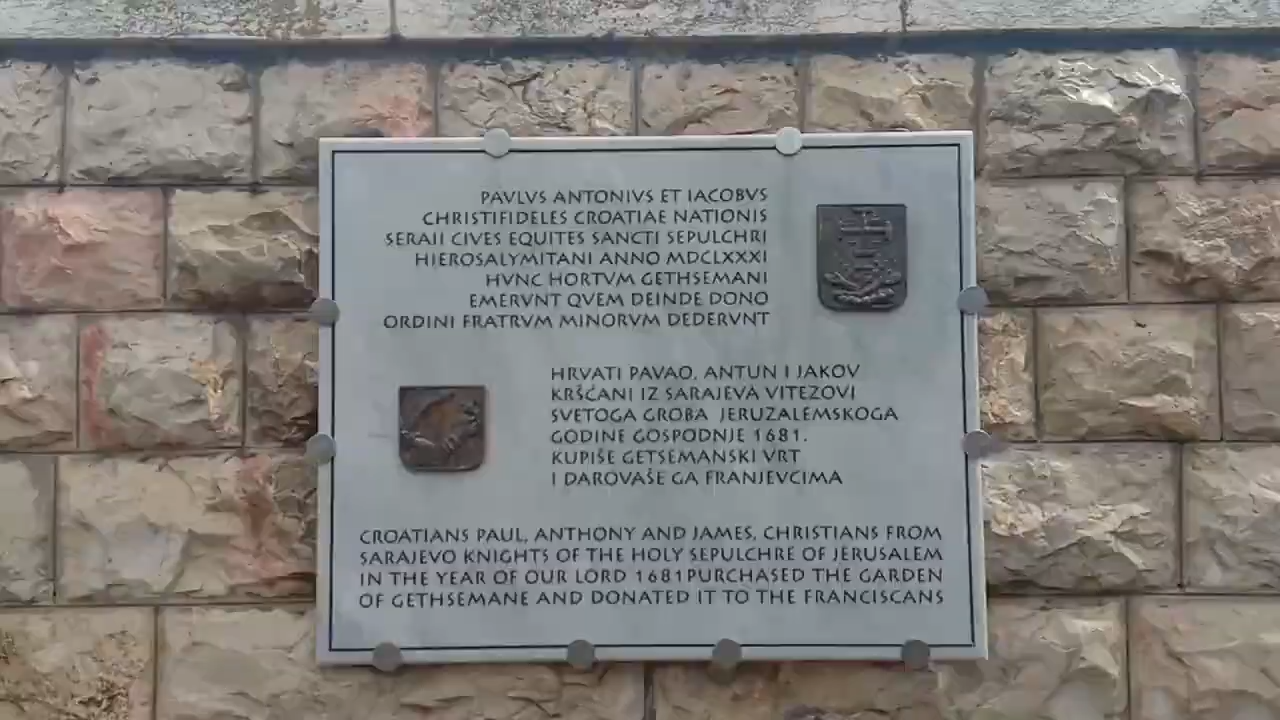 PAVLVS ANTONIVS ET IACOBVS
CHRISTIFIDELES CROATIAE NATIONIS
SERAII CIVES EQUITES SANCTI SEPULCHRI
HIEROSALYMITANI ANNO MDCLXXXI
HVNC HORTVM GETHSEMANI
EMERVNT QVEM DEINDE DONO
ORDINI FRATRVM MINORVM DEDERVNT
HRVATI PAVAO, ANTUN I JAKOV
KRŠĆANI IZ SARAJEVA VITEZOVI
SVETOGA GROBA JERUZALEMSKOGA
GODINE GOSPODNJE 1681.
KUPIŠE GETSEMANSKI VRT
I DAROVAŠE GA FRANJEVCIMA
CROATIANS PAUL, ANTHONY AND JAMES, CHRISTIANS FROM
SARAJEVO KNIGHTS OF THE HOLY SEPULCHRE OF JERUSALEM
IN THE YEAR OF OUR LORD 1681PURCHASED THE GARDEN
OF GETHSEMANE AND DONATED IT TO THE FRANCISCANS